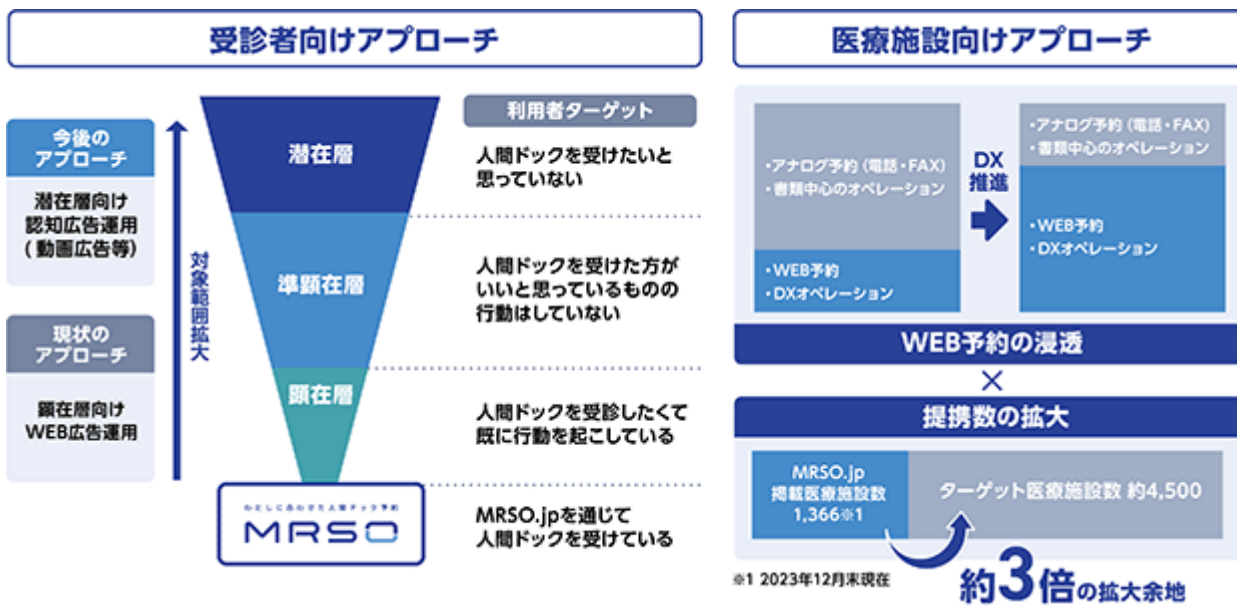 受診者向けアプローチ
今後の
アプローチ
潜在層向け
認知広告運用
(動画広告等)
現状の
アプローチ
顕在層向け
WEB広告運用
対象範囲拡大
潜在層
準顕在層
顕在層
わたしにあわせた人間ドック予約
MRSO
利用者ターゲット
人間ドックを受けたいと
思っていない
人間ドックを受けた方が
いいと思っているものの
行動はしていない
人間ドックを受診したくて
既に行動を起こしている
MRSO.jpを通じて
人間ドックを受けている
医療施設向けアプローチ
・アナログ予約(電話・FAX)
・書類中心のオペレーション
・WEB予約
・DXオペレーション
DX
推進
・アナログ予約(電話・FAX)
・書類中心のオペレーション
・WEB予約
・DXオペレーション
WEB予約の浸透
×
提携数の拡大
MRSO.jp
掲載医療施設数
1,366※1
ターゲット医療施設数 約4,500
※1 2023年12月末現在
約3倍の拡大余地